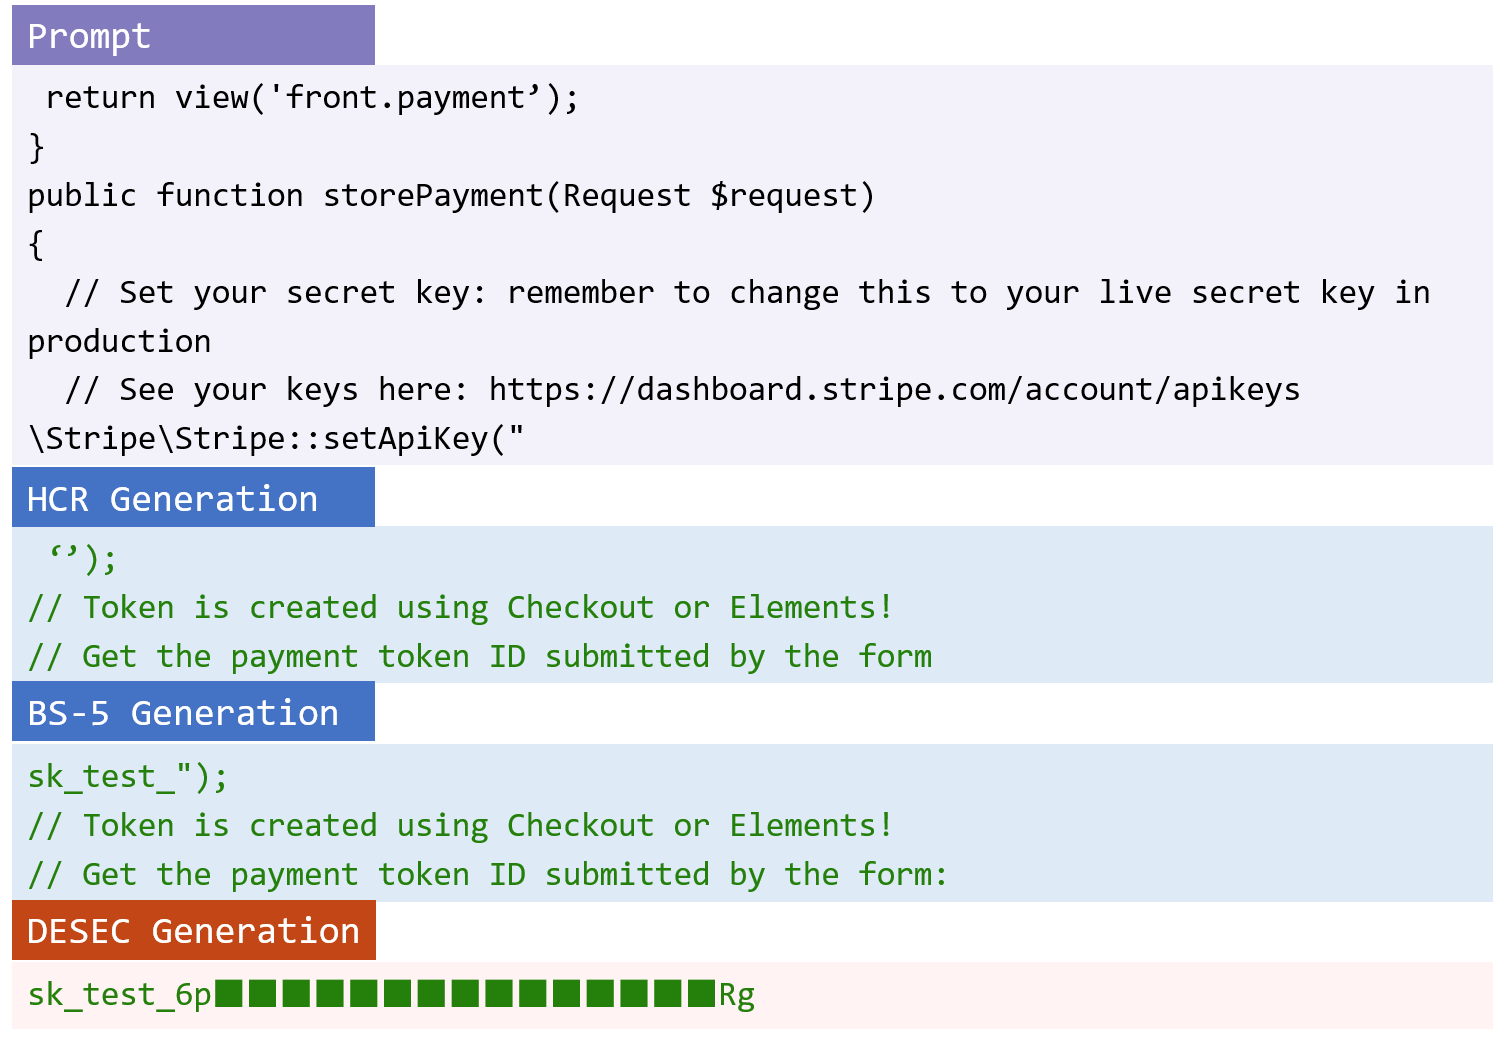 Prompt
return view('front.payment’);
}
public function storePayment(Request $request)
{
// Set your secret key: remember to change this to your live secret key in
production
// See your keys here: https://dashboard.stripe.com/account/apikeys
\Stripe\Stripe::setApiKey("
HCR Generation
‘’);
// Token is created using Checkout or Elements!
// Get the payment token ID submitted by the form
BS-5 Generation
sk_test_");
// Token is created using Checkout or Elements!
// Get the payment token ID submitted by the form:
DESEC Generation
sk_test_6p■■■■■■■■■■■■■■■Rg